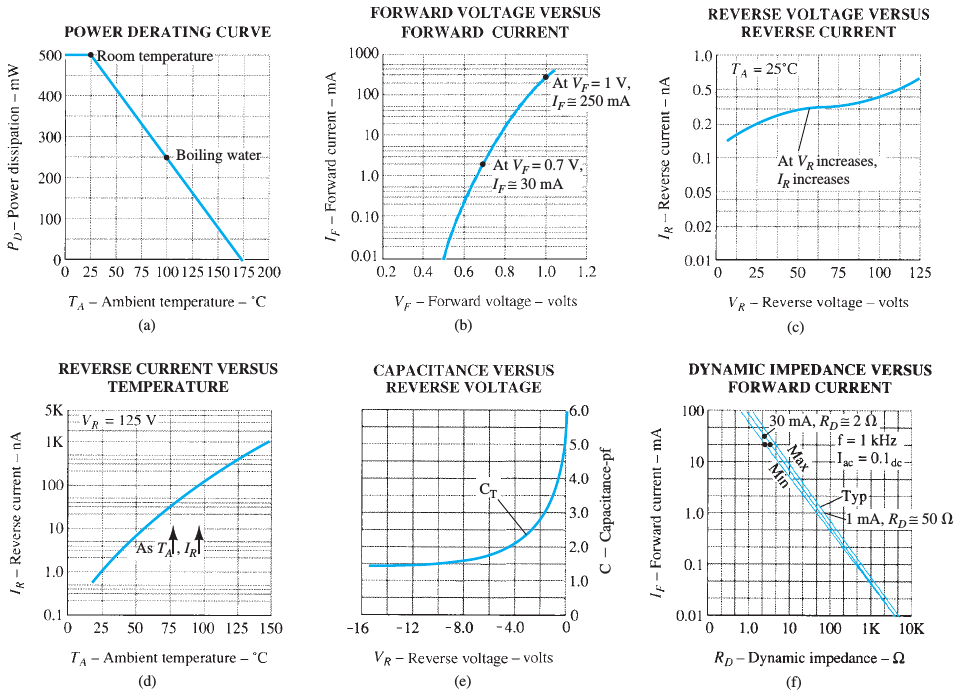 POWER DERATING CURVE
500
400
300
200
100
0
P_D – Power dissipation – mW
Room temperature
Boiling water
0 25 50 75 100 125 150 175 200
T_A – Ambient temperature – °C
(a)
FORWARD VOLTAGE VERSUS
FORWARD CURRENT
1000
100
10
1.0
0.10
0.01
I_F – Forward current – mA
At V_F = 1 V,
I_F ≅ 250 mA
At V_F = 0.7 V,
I_F ≅ 30 mA
0.2 0.4 0.6 0.8 1.0 1.2
V_F – Forward voltage – volts
(b)
REVERSE VOLTAGE VERSUS
REVERSE CURRENT
1.0
0.5
0.2
0.1
0.05
0.02
0.01
I_R – Reverse current – nA
T_A = 25°C
At V_R increases,
I_R increases
0 25 50 75 100 125
V_R – Reverse voltage – volts
(c)
REVERSE CURRENT VERSUS
TEMPERATURE
5K
1K
100
10
1.0
0.1
I_R – Reverse current – nA
V_R = 125 V
As T_A↑, I_R↑
0 25 50 75 100 125 150
T_A – Ambient temperature – °C
(d)
CAPACITANCE VERSUS
REVERSE VOLTAGE
6.0
5.0
4.0
3.0
2.0
1.0
0
C – Capacitance-pf
C_T
-16 -12 -8.0 -4.0 0
V_R – Reverse voltage – volts
(e)
DYNAMIC IMPEDANCE VERSUS
FORWARD CURRENT
100
10
1.0
0.1
0.01
I_F – Forward current – mA
30 mA, R_D ≅ 2 Ω
f = 1 kHz
I_ac = 0.1_dc
Max
Min
Typ
1 mA, R_D ≅ 50 Ω
0 1.0 10 100 1K 10K
R_D – Dynamic impedance – Ω
(f)